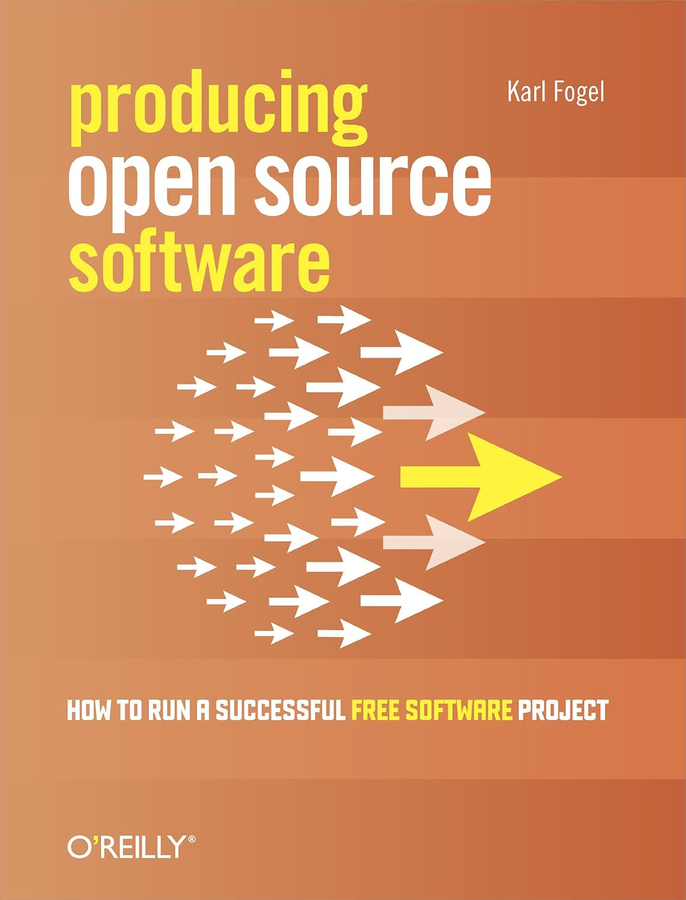 producing
Karl Fogel
open source
software
HOW TO RUN A SUCCESSFUL FREE SOFTWARE PROJECT
O'REILLY®